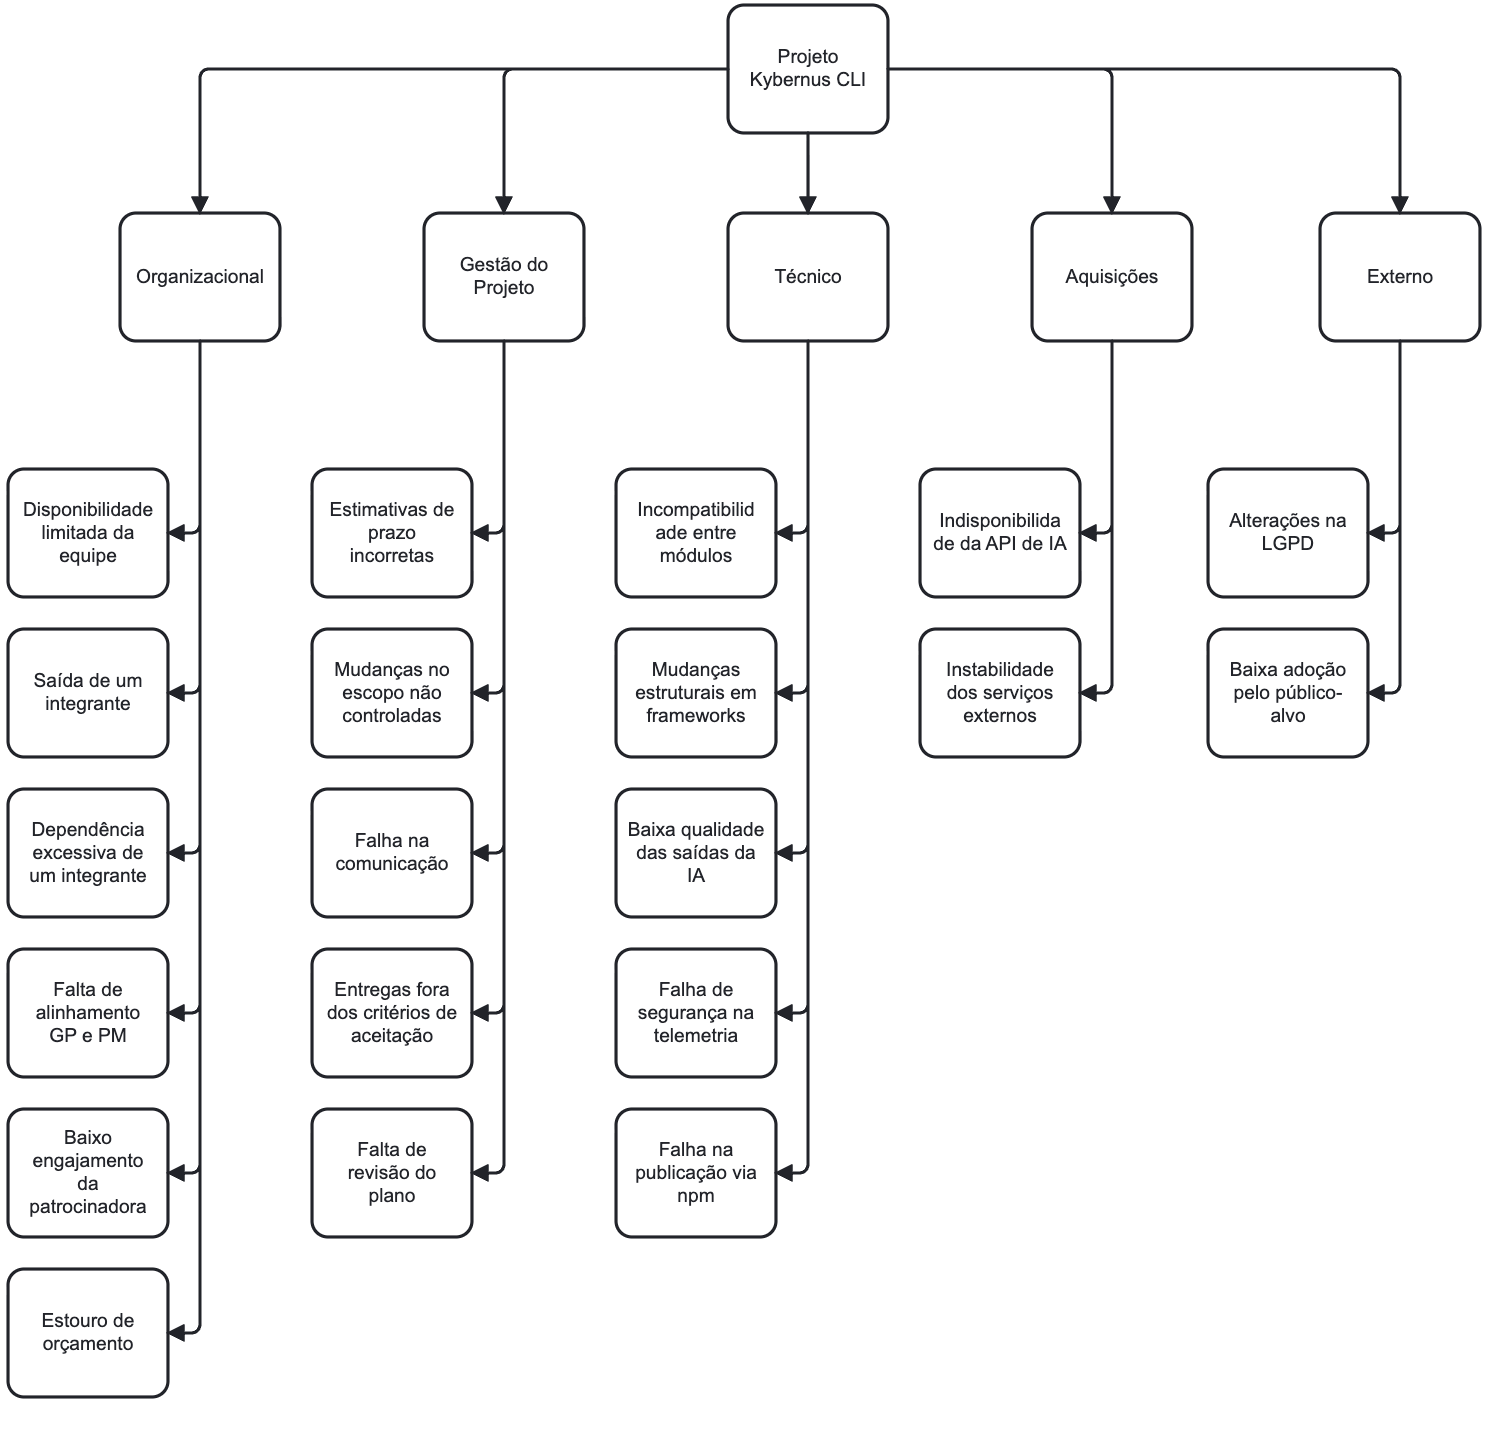 Projeto
Kybernus CLI
Organizacional
Gestão do
Projeto
Técnico
Aquisições
Externo
Disponibilidade
limitada da
equipe
Saída de um
integrante
Dependência
excessiva de
um integrante
Falta de
alinhamento
GP e PM
Baixo
engajamento
da
patrocinadora
Estouro de
orçamento
Estimativas de
prazo
incorretas
Mudanças no
escopo não
controladas
Falha na
comunicação
Entregas fora
dos critérios de
aceitação
Falta de
revisão do
plano
Incompatibilid
ade entre
módulos
Mudanças
estruturais em
frameworks
Baixa qualidade
das saídas da
IA
Falha de
segurança na
telemetria
Falha na
publicação via
npm
Indisponibilida
de da API de IA
Instabilidade
dos serviços
externos
Alterações na
LGPD
Baixa adoção
pelo público-
alvo